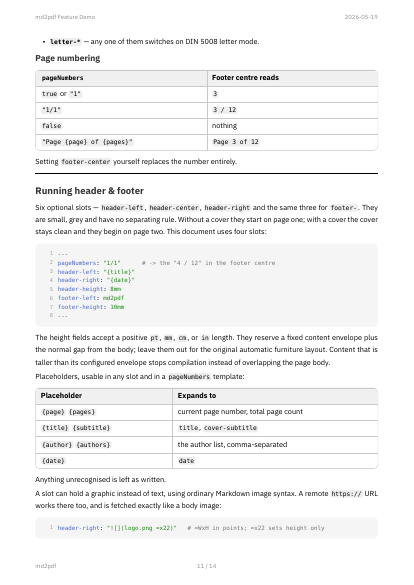 md2pdf Feature Demo 2026-05-19
• letter-* — any one of them switches on DIN 5008 letter mode.
Page numbering
pageNumbers Footer centre reads
true or "1" 3
"1/1" 3 / 12
false nothing
"Page {page} of {pages}" Page 3 of 12
Setting footer-center yourself replaces the number entirely.
Running header & footer
Six optional slots — header-left, header-center, header-right and the same three for footer-. They
are small, grey and have no separating rule. Without a cover they start on page one; with a cover the cover
stays clean and they begin on page two. This document uses four slots:
1 ---
2 pageNumbers: "1/1" # -> the "4 / 12" in the footer centre
3 header-left: "{title}"
4 header-right: "{date}"
5 header-height: 8mm
6 footer-left: md2pdf
7 footer-height: 10mm
8 ---
The height fields accept a positive pt, mm, cm, or in length. They reserve a fixed content envelope plus
the normal gap from the body; leave them out for the original automatic furniture layout. Content that is
taller than its configured envelope stops compilation instead of overlapping the page body.
Placeholders, usable in any slot and in a pageNumbers template:
Placeholder Expands to
{page} {pages} current page number, total page count
{title} {subtitle} title, cover-subtitle
{author} {authors} the author list, comma-separated
{date} date
Anything unrecognised is left as written.
A slot can hold a graphic instead of text, using ordinary Markdown image syntax. A remote https:// URL
works there too, and is fetched exactly like a body image:
1 header-right: "![](logo.png =x22)" # =WxH in points; =x22 sets height only
md2pdf 11 / 14